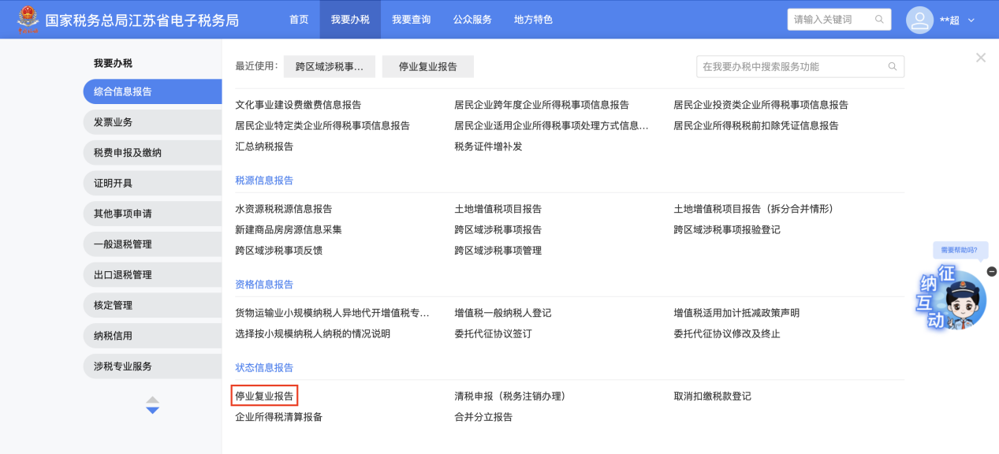 国家税务总局江苏省电子税务局
首页 我要办税 我要查询 公众服务 地方特色
请输入关键词
**超
我要办税
综合信息报告
发票业务
税费申报及缴纳
证明开具
其他事项申请
一般退税管理
出口退税管理
核定管理
纳税信用
涉税专业服务
最近使用: 跨区域涉税事... 停业复业报告
在我要办税中搜索服务功能
文化事业建设费缴费信息报告 居民企业跨年度企业所得税事项信息报告 居民企业投资类企业所得税事项信息报告
居民企业特定类企业所得税事项信息报告 居民企业适用企业所得税事项处理方式信息... 居民企业所得税税前扣除凭证信息报告
汇总纳税报告 税务证件增补发
税源信息报告
水资源税税源信息报告 土地增值税项目报告 土地增值税项目报告（拆分合并情形）
新建商品房房源信息采集 跨区域涉税事项报告 跨区域涉税事项报验登记
跨区域涉税事项反馈 跨区域涉税事项管理
资格信息报告
货物运输业小规模纳税人异地代开增值税专... 增值税一般纳税人登记 增值税适用加计抵减政策声明
选择按小规模纳税人纳税的情况说明 委托代征协议签订 委托代征协议修改及终止
状态信息报告
停业复业报告 清税申报（税务注销办理） 取消扣缴税款登记
企业所得税清算报备 合并分立报告
需要帮助吗?
征纳互动